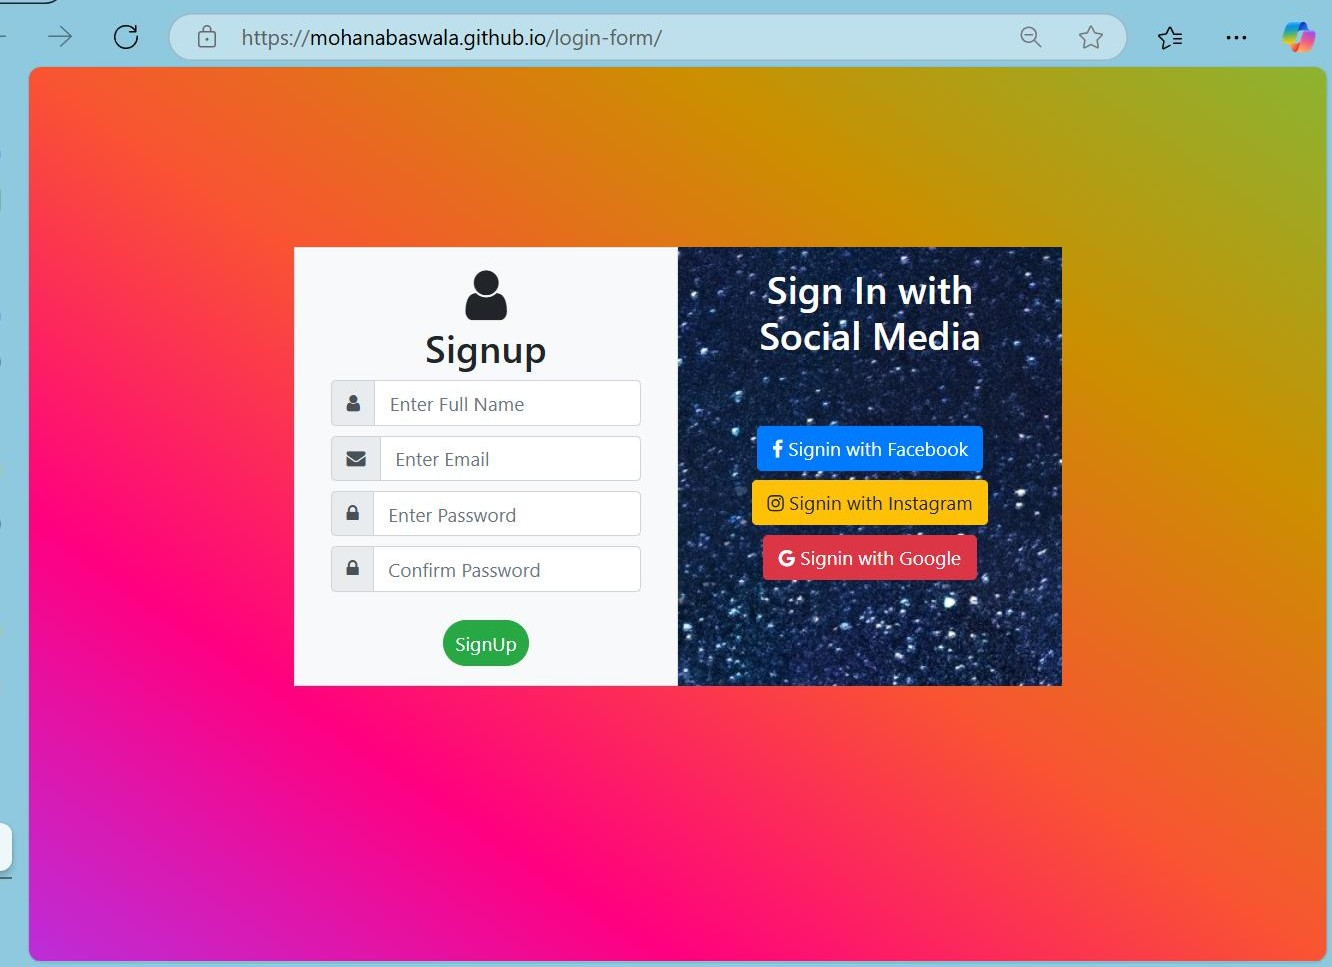 https://mohanabaswala.github.io/login-form/
Signup
Enter Full Name
Enter Email
Enter Password
Confirm Password
SignUp
Sign In with
Social Media
Signin with Facebook
Signin with Instagram
Signin with Google